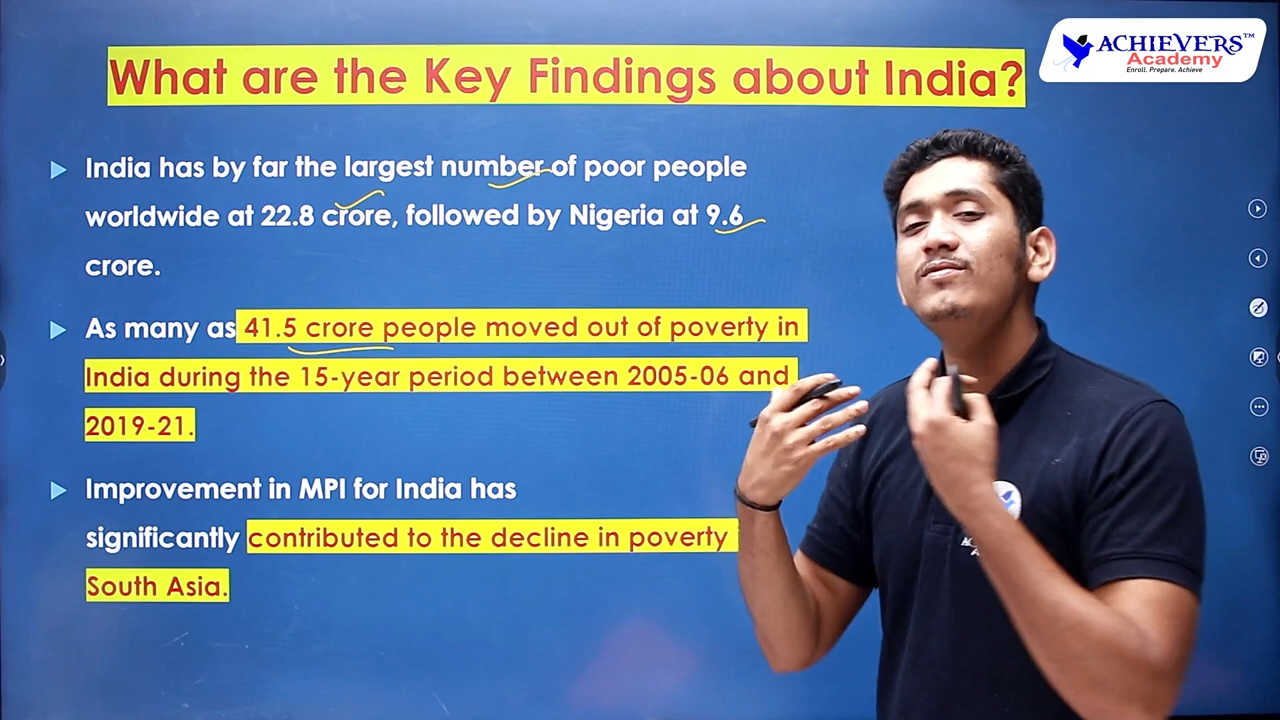 What are the Key Findings about India?
ACHIEVERS™
Academy
Enroll. Prepare. Achieve
India has by far the largest number of poor people
worldwide at 22.8 crore, followed by Nigeria at 9.6
crore.
As many as 41.5 crore people moved out of poverty in
India during the 15-year period between 2005-06 and
2019-21.
Improvement in MPI for India has
significantly contributed to the decline in poverty
South Asia.